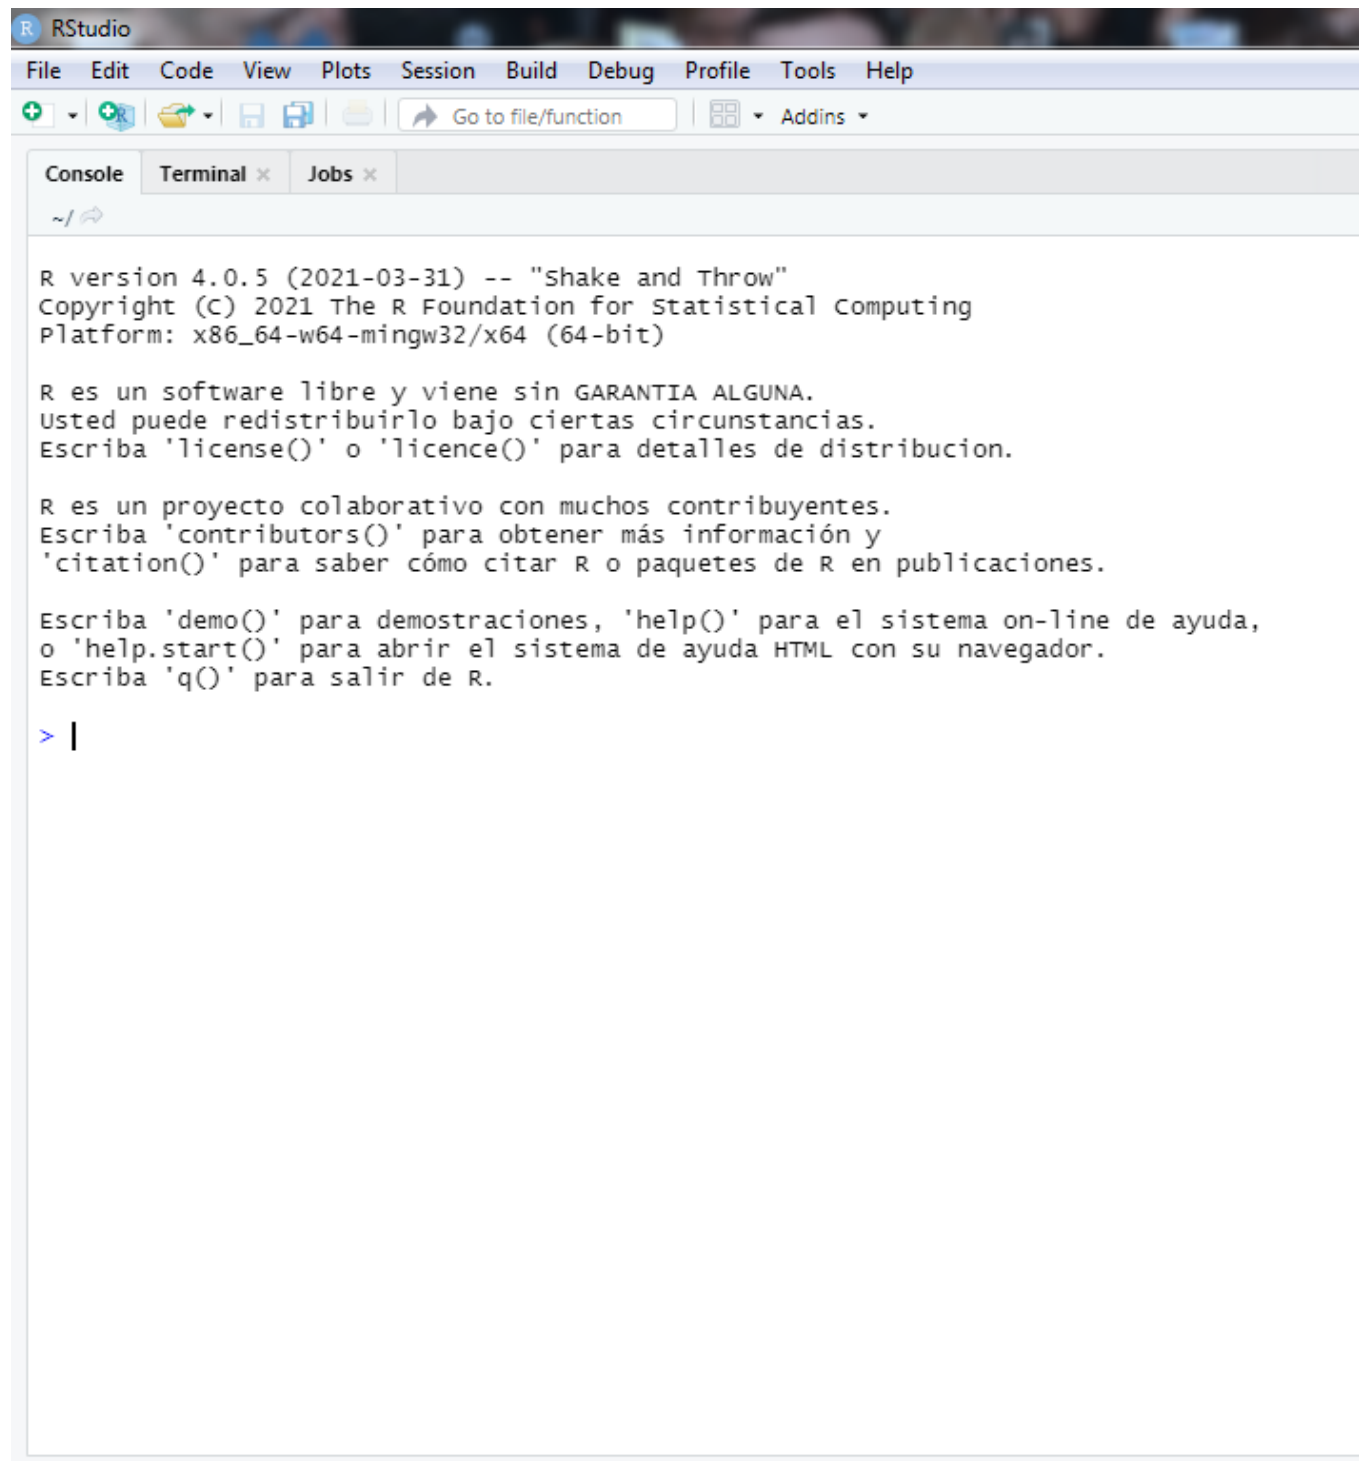 RStudio
File Edit Code View Plots Session Build Debug Profile Tools Help
Go to file/function Addins
Console Terminal Jobs
~/
R version 4.0.5 (2021-03-31) -- "Shake and Throw"
Copyright (C) 2021 The R Foundation for Statistical Computing
Platform: x86_64-w64-mingw32/x64 (64-bit)
R es un software libre y viene sin GARANTIA ALGUNA.
Usted puede redistribuirlo bajo ciertas circunstancias.
Escriba 'license()' o 'licence()' para detalles de distribucion.
R es un proyecto colaborativo con muchos contribuyentes.
Escriba 'contributors()' para obtener más información y
'citation()' para saber cómo citar R o paquetes de R en publicaciones.
Escriba 'demo()' para demostraciones, 'help()' para el sistema on-line de ayuda,
o 'help.start()' para abrir el sistema de ayuda HTML con su navegador.
Escriba 'q()' para salir de R.
>